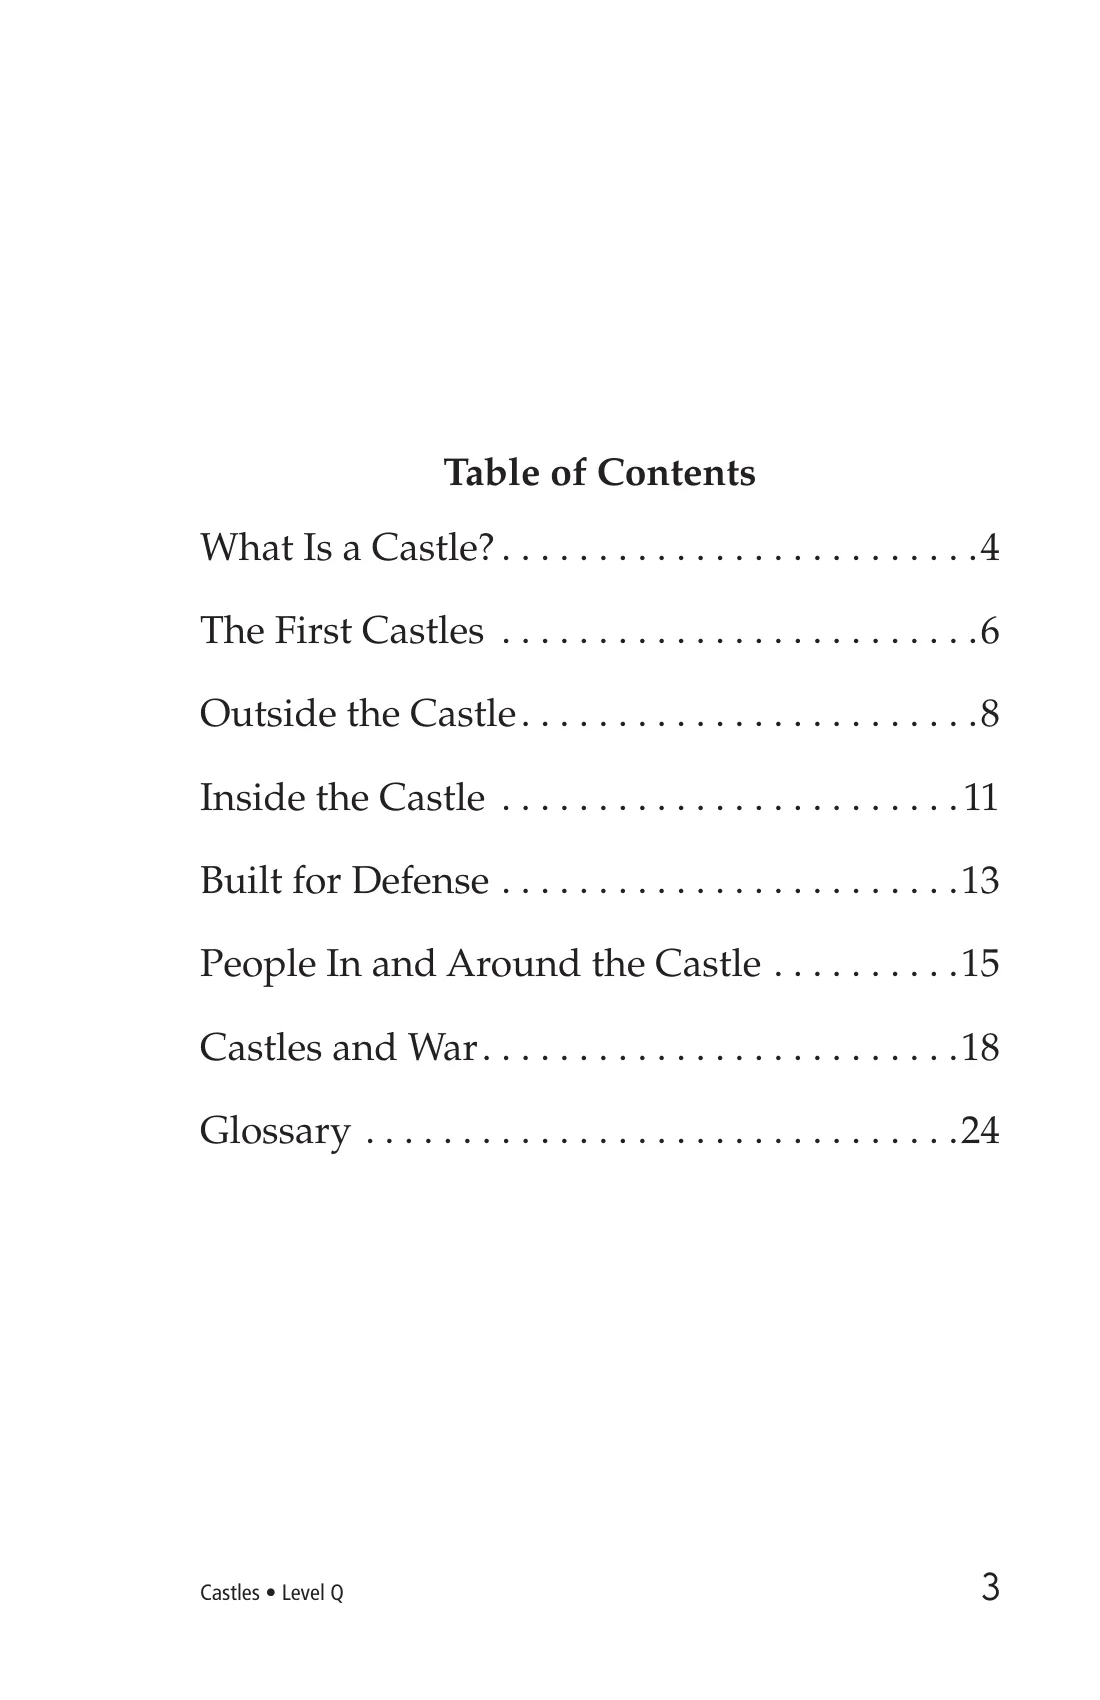 Table of Contents
What Is a Castle? . . . . . . . . . . . . . . . . . . . . . . . . . 4
The First Castles . . . . . . . . . . . . . . . . . . . . . . . . . 6
Outside the Castle . . . . . . . . . . . . . . . . . . . . . . . . 8
Inside the Castle . . . . . . . . . . . . . . . . . . . . . . . . 11
Built for Defense . . . . . . . . . . . . . . . . . . . . . . . . 13
People In and Around the Castle . . . . . . . . . . 15
Castles and War . . . . . . . . . . . . . . . . . . . . . . . . . 18
Glossary . . . . . . . . . . . . . . . . . . . . . . . . . . . . . . . 24
Castles • Level Q 3